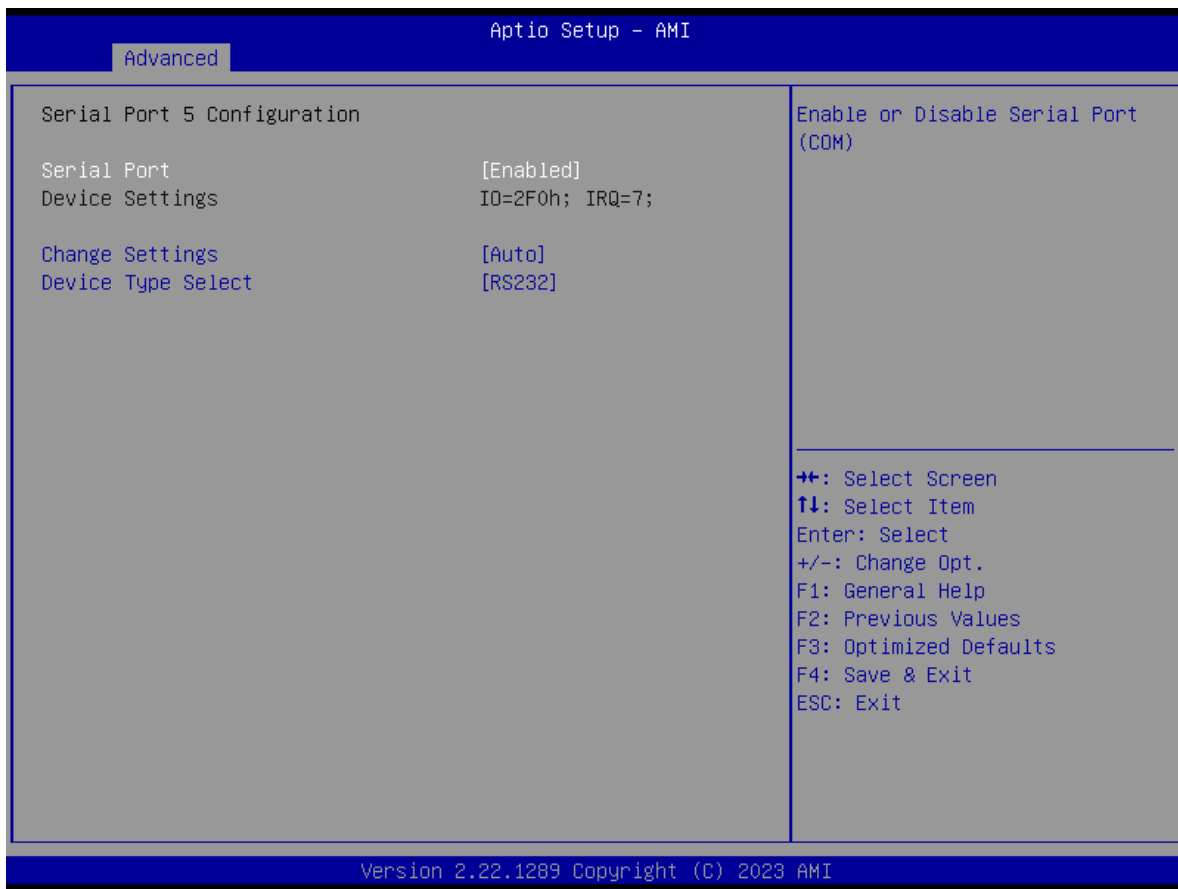 Aptio Setup – AMI
Advanced
Serial Port 5 Configuration
Serial Port [Enabled]
Device Settings IO=2F0h; IRQ=7;
Change Settings [Auto]
Device Type Select [RS232]
Enable or Disable Serial Port
(COM)
→←: Select Screen
↑↓: Select Item
Enter: Select
+/-: Change Opt.
F1: General Help
F2: Previous Values
F3: Optimized Defaults
F4: Save & Exit
ESC: Exit
Version 2.22.1289 Copyright (C) 2023 AMI